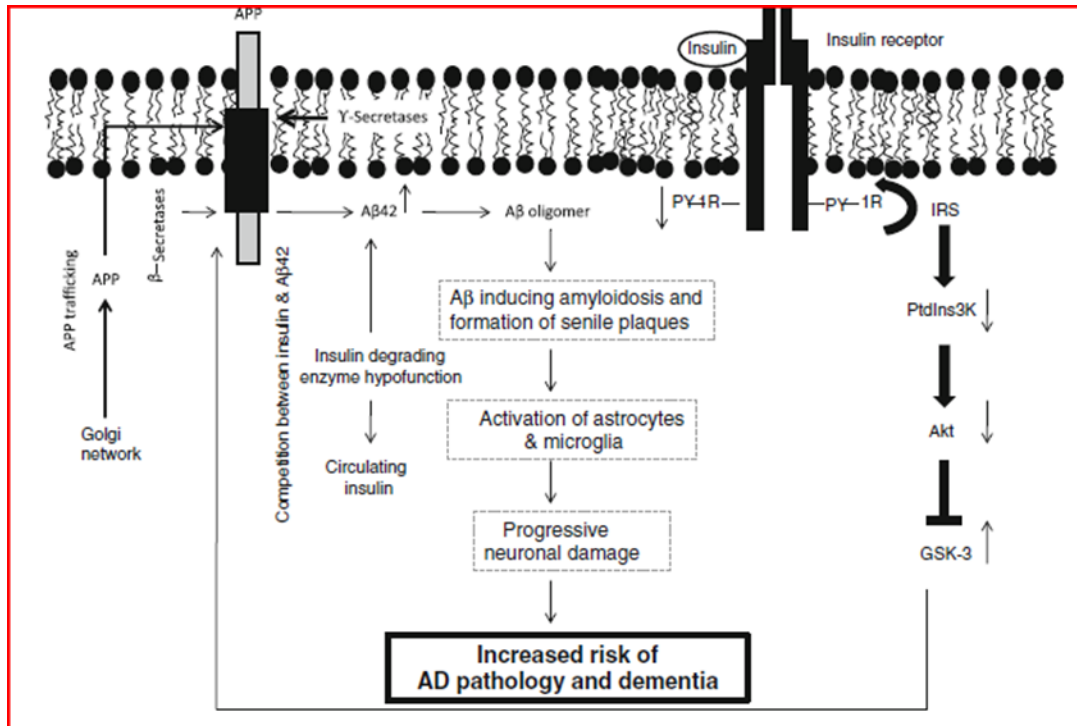 APP
Insulin
Insulin receptor
ϒ-Secretases
β-Secretases
Aβ42
Aβ oligomer
PY-1R
PY 1R
IRS
APP trafficking
APP
Golgi
network
Competition between insulin & Aβ42
Insulin degrading
enzyme hypofunction
Circulating
insulin
Aβ inducing amyloidosis and
formation of senile plaques
Activation of astrocytes
& microglia
Progressive
neuronal damage
Increased risk of
AD pathology and dementia
PtdIns3K
Akt
GSK-3